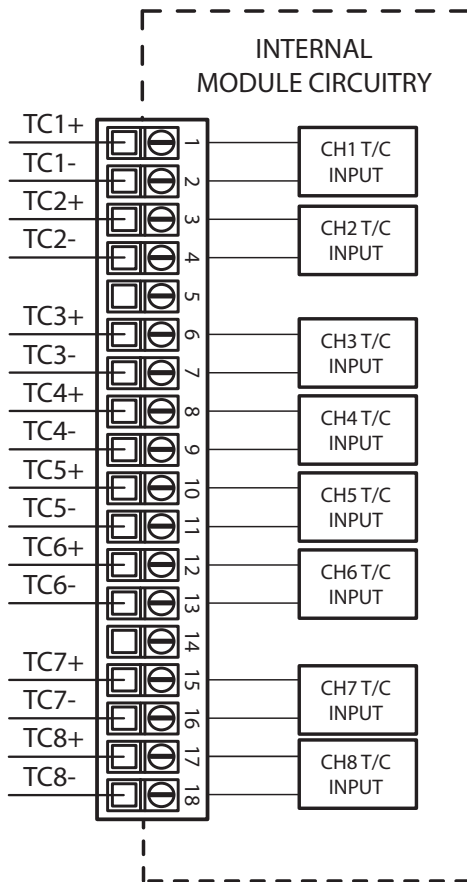 INTERNAL
MODULE CIRCUITRY
TC1+
TC1-
TC2+
TC2-
TC3+
TC3-
TC4+
TC4-
TC5+
TC5-
TC6+
TC6-
TC7+
TC7-
TC8+
TC8-
1
2
3
4
5
6
7
8
9
10
11
12
13
14
15
16
17
18
CH1 T/C
INPUT
CH2 T/C
INPUT
CH3 T/C
INPUT
CH4 T/C
INPUT
CH5 T/C
INPUT
CH6 T/C
INPUT
CH7 T/C
INPUT
CH8 T/C
INPUT